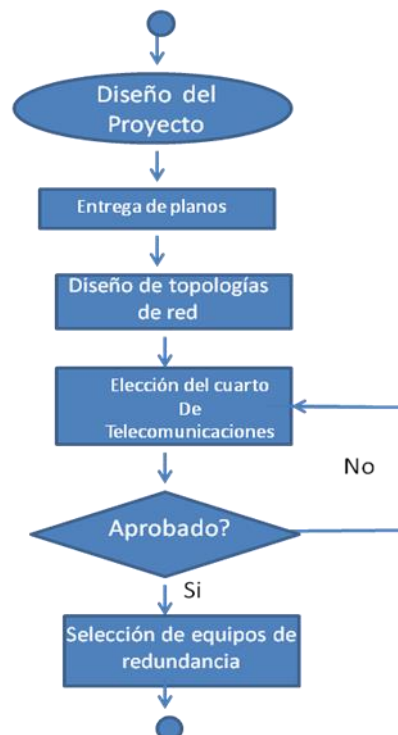 Diseño del
Proyecto
Entrega de planos
Diseño de topologías
de red
Elección del cuarto
De
Telecomunicaciones
No
Aprobado?
Si
Selección de equipos de
redundancia